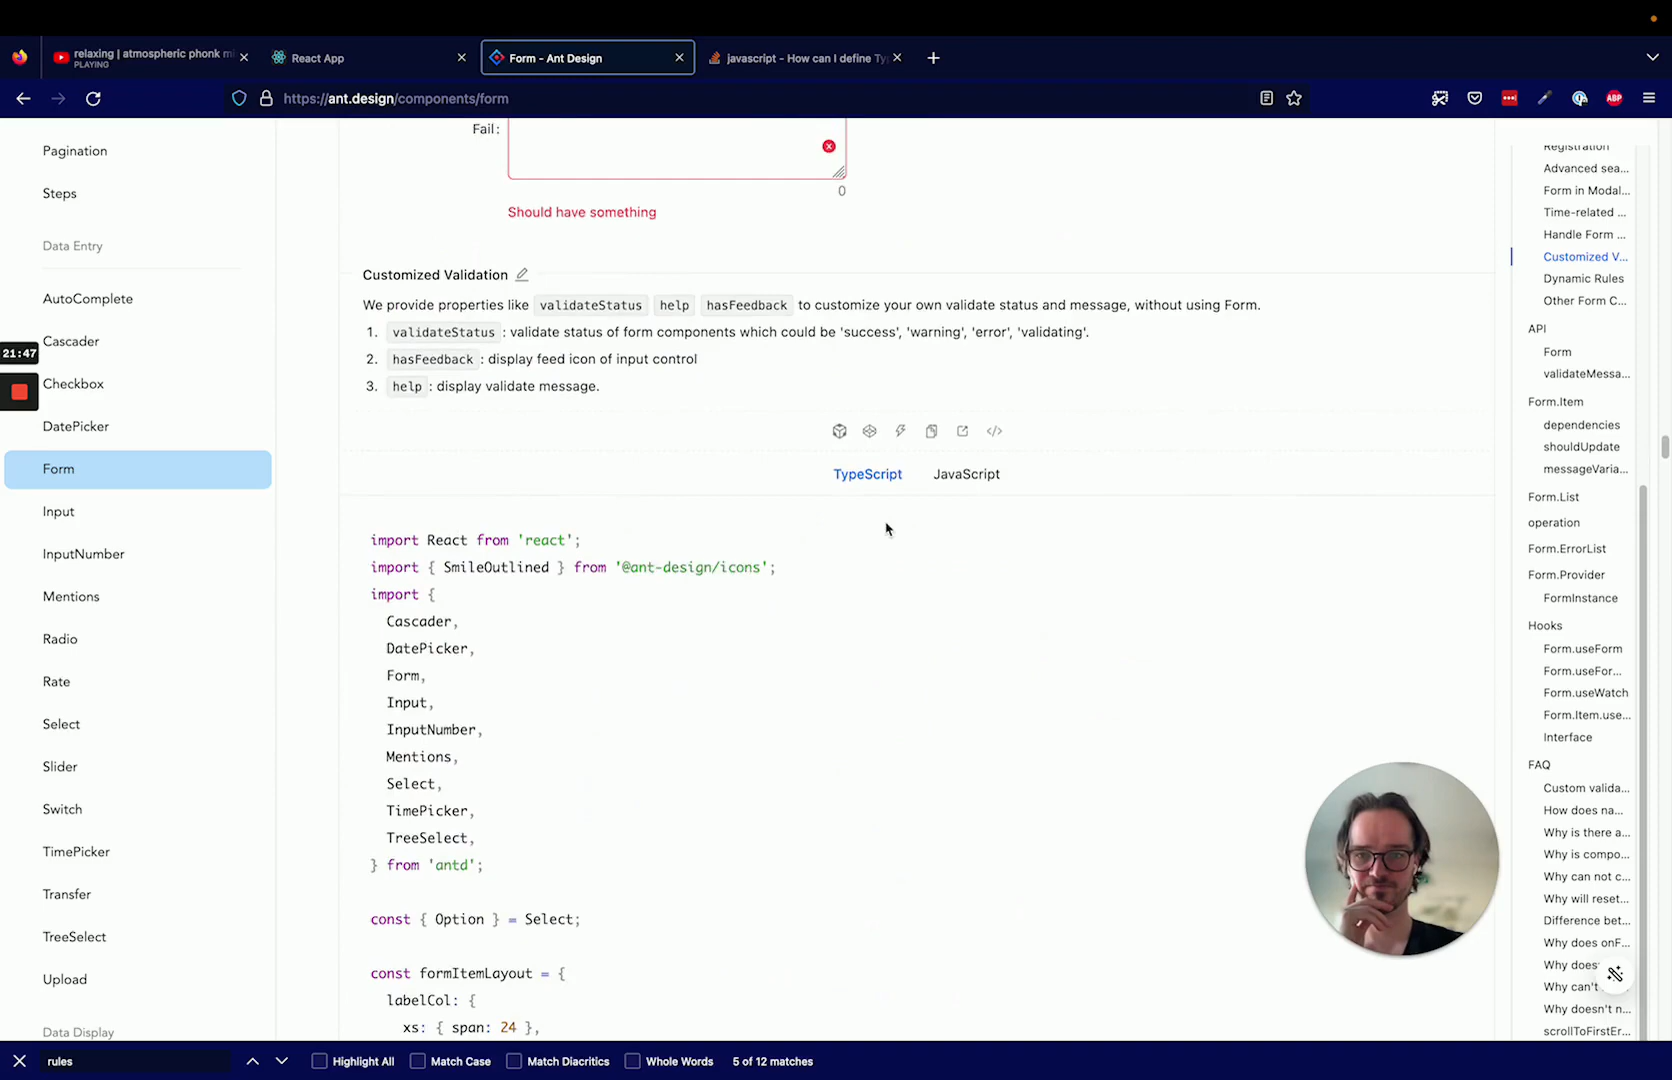 relaxing | atmospheric phonk mi
PLAYING
React App
Form - Ant Design
javascript - How can I define Ty
https://ant.design/components/form
ABP
Pagination
Steps
Data Entry
AutoComplete
Cascader
21:47
Checkbox
DatePicker
Form
Input
InputNumber
Mentions
Radio
Rate
Select
Slider
Switch
TimePicker
Transfer
TreeSelect
Upload
Data Display
Fail:
0
Should have something
Customized Validation
We provide properties like validateStatus help hasFeedback to customize your own validate status and message, without using Form.
1. validateStatus : validate status of form components which could be 'success', 'warning', 'error', 'validating'.
2. hasFeedback : display feed icon of input control
3. help : display validate message.
TypeScript JavaScript
import React from 'react';
import { SmileOutlined } from '@ant-design/icons';
import {
Cascader,
DatePicker,
Form,
Input,
InputNumber,
Mentions,
Select,
TimePicker,
TreeSelect,
} from 'antd';
const { Option } = Select;
const formItemLayout = {
labelCol: {
xs: { span: 24 },
Registration
Advanced sea...
Form in Modal...
Time-related ...
Handle Form ...
Customized V...
Dynamic Rules
Other Form C...
API
Form
validateMessa...
Form.Item
dependencies
shouldUpdate
messageVaria...
Form.List
operation
Form.ErrorList
Form.Provider
FormInstance
Hooks
Form.useForm
Form.useFor...
Form.useWatch
Form.Item.use...
Interface
FAQ
Custom valida...
How does na...
Why is there a...
Why is compo...
Why can not c...
Why will reset...
Difference bet...
Why does onF...
Why does
Why can't
Why doesn't n...
scrollToFirstEr...
rules
Highlight All Match Case Match Diacritics Whole Words 5 of 12 matches